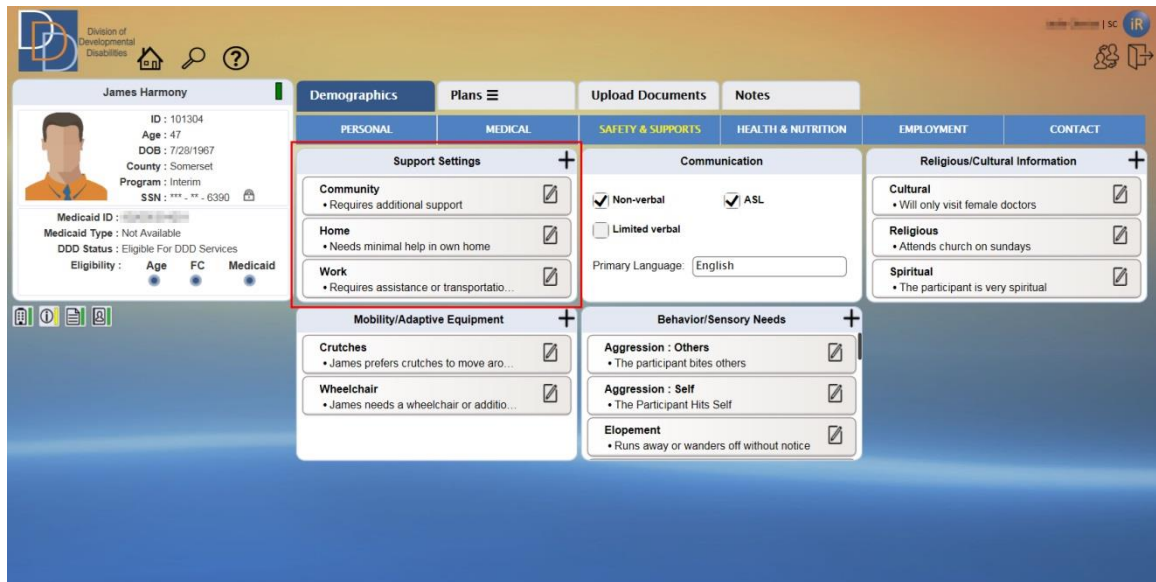 Division of
Developmental
Disabilities
| SC
iR
James Harmony
ID : 101304
Age : 47
DOB : 7/28/1967
County : Somerset
Program : Interim
SSN : *** - ** - 6390
Medicaid ID :
Medicaid Type : Not Available
DDD Status : Eligible For DDD Services
Eligibility : Age FC Medicaid
Demographics
Plans
Upload Documents
Notes
PERSONAL
MEDICAL
SAFETY & SUPPORTS
HEALTH & NUTRITION
EMPLOYMENT
CONTACT
Support Settings
Community
• Requires additional support
Home
• Needs minimal help in own home
Work
• Requires assistance or transportatio...
Communication
Non-verbal
ASL
Limited verbal
Primary Language: English
Religious/Cultural Information
Cultural
• Will only visit female doctors
Religious
• Attends church on sundays
Spiritual
• The participant is very spiritual
Mobility/Adaptive Equipment
Crutches
• James prefers crutches to move aro...
Wheelchair
• James needs a wheelchair or additio...
Behavior/Sensory Needs
Aggression : Others
• The participant bites others
Aggression : Self
• The Participant Hits Self
Elopement
• Runs away or wanders off without notice